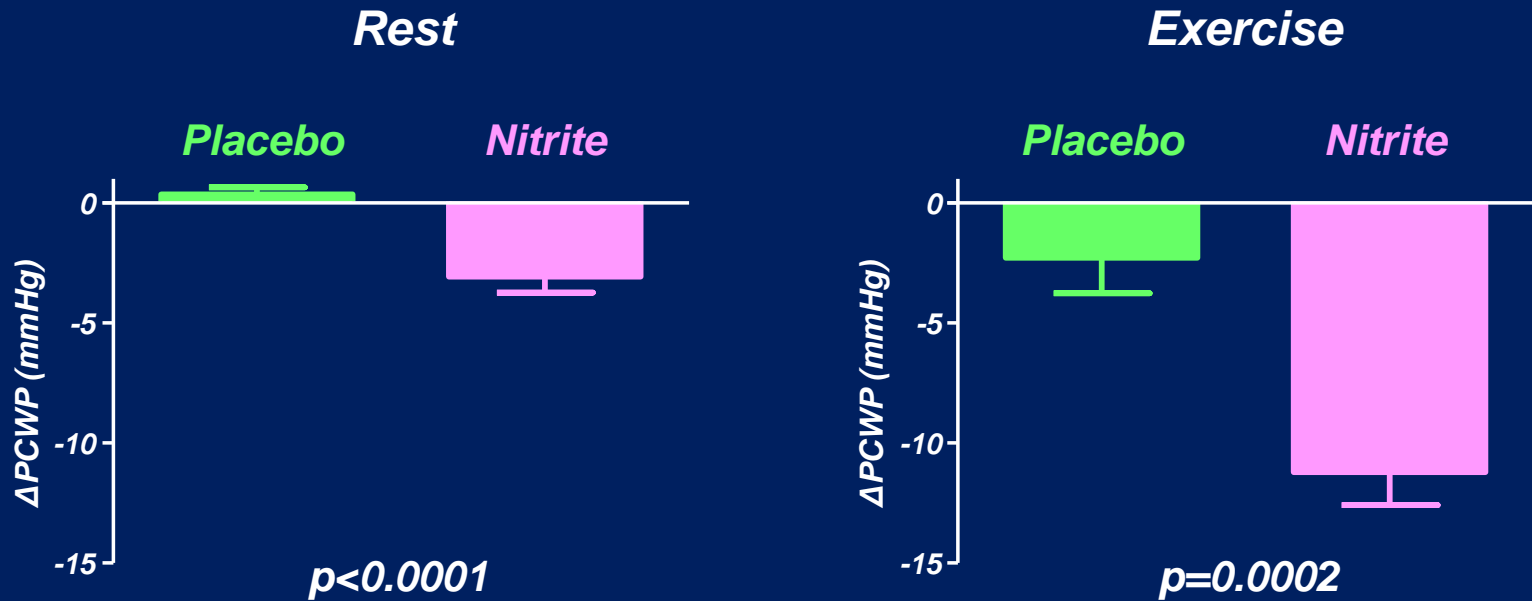 Rest
Placebo
Nitrite
0
-5
-10
-15
ΔPCWP (mmHg)
p<0.0001
Exercise
Placebo
Nitrite
0
-5
-10
-15
ΔPCWP (mmHg)
p=0.0002